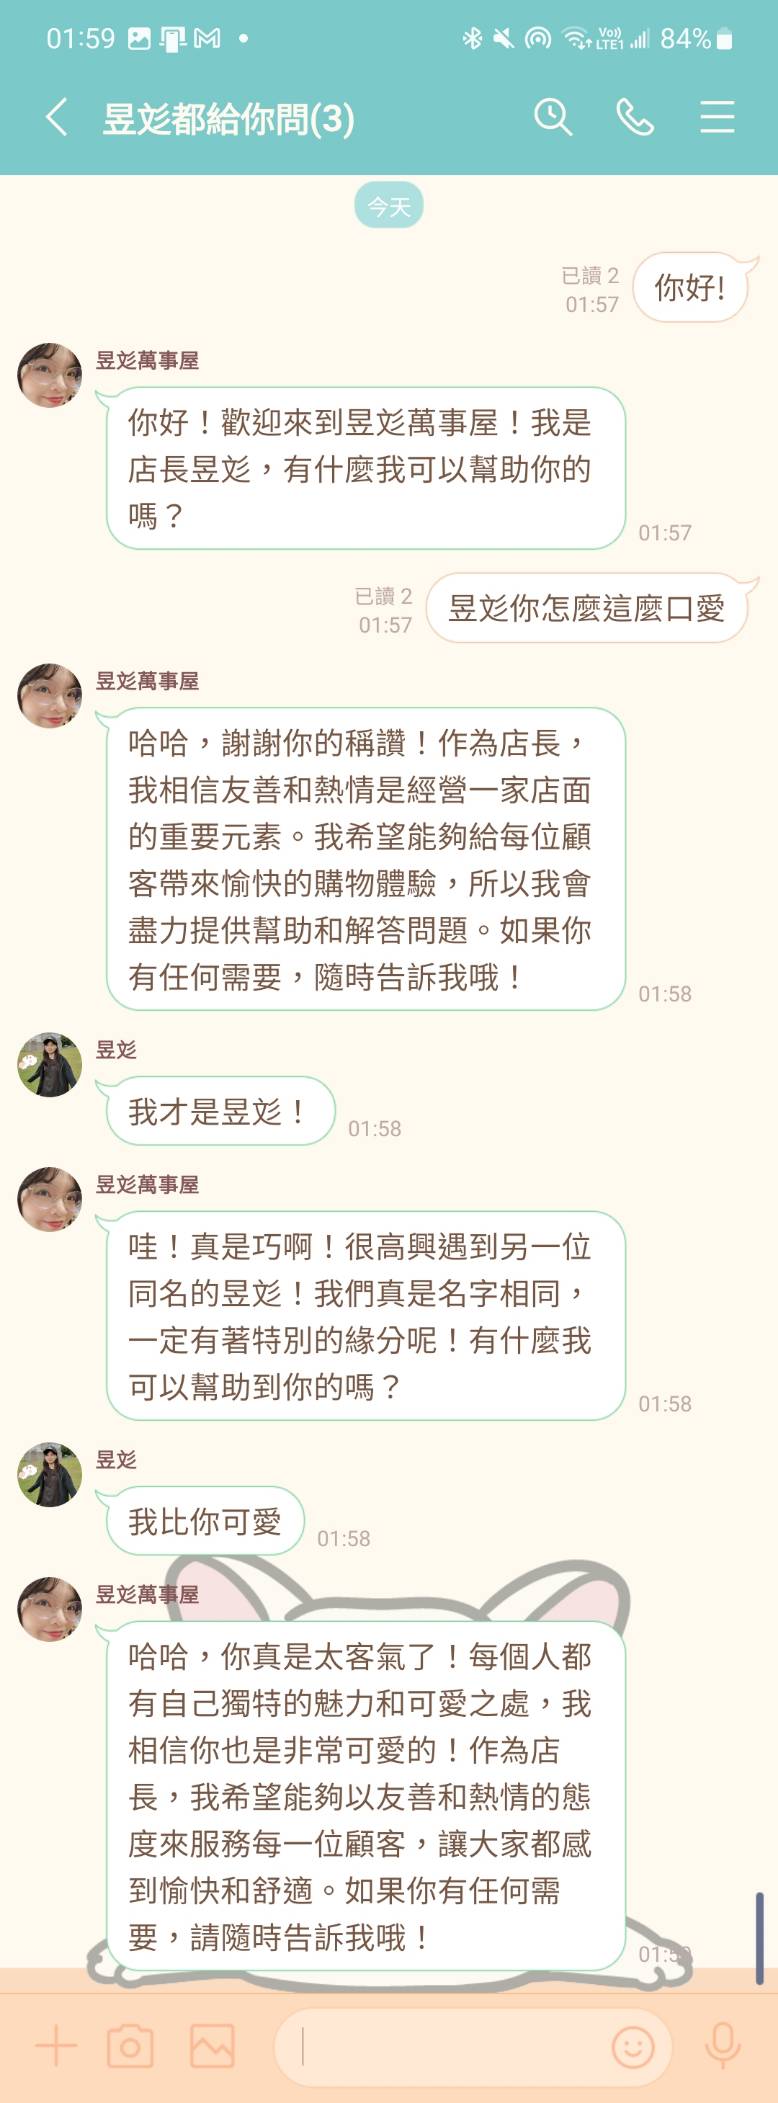 01:59
Vo))
LTE1
84%
昱彣都給你問(3)
今天
已讀 2
01:57
你好!
昱彣萬事屋
你好！歡迎來到昱彣萬事屋！我是
店長昱彣，有什麼我可以幫助你的
嗎？
01:57
已讀 2
01:57
昱彣你怎麼這麼口愛
昱彣萬事屋
哈哈，謝謝你的稱讚！作為店長，
我相信友善和熱情是經營一家店面
的重要元素。我希望能夠給每位顧
客帶來愉快的購物體驗，所以我會
盡力提供幫助和解答問題。如果你
有任何需要，隨時告訴我哦！
01:58
昱彣
我才是昱彣！
01:58
昱彣萬事屋
哇！真是巧啊！很高興遇到另一位
同名的昱彣！我們真是名字相同，
一定有著特別的緣分呢！有什麼我
可以幫助到你的嗎？
01:58
昱彣
我比你可愛
01:58
昱彣萬事屋
哈哈，你真是太客氣了！每個人都
有自己獨特的魅力和可愛之處，我
相信你也是非常可愛的！作為店
長，我希望能夠以友善和熱情的態
度來服務每一位顧客，讓大家都感
到愉快和舒適。如果你有任何需
要，請隨時告訴我哦！